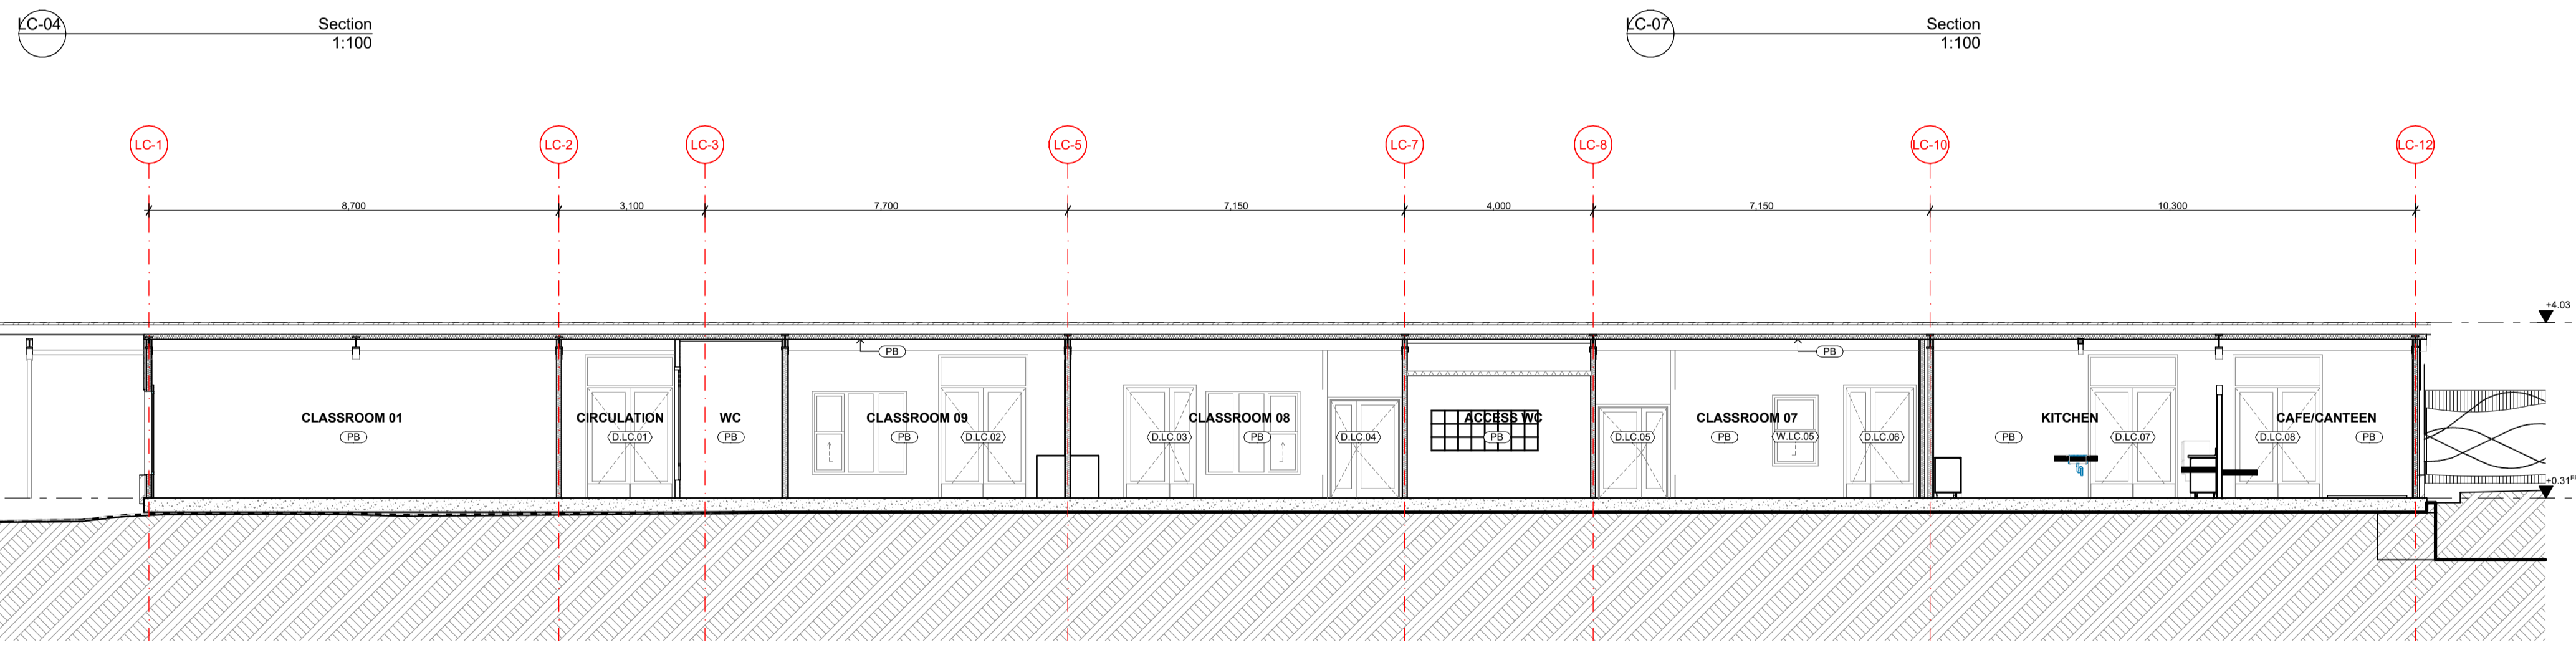 LC-04
Section
1:100
LC-07
Section
1:100
LC-1
LC-2
LC-3
LC-5
LC-7
LC-8
LC-10
LC-12
8,700
3,100
7,700
7,150
4,000
7,150
10,300
+4.03
PB
PB
CLASSROOM 01
CIRCULATION
WC
CLASSROOM 09
CLASSROOM 08
ACCESS WC
CLASSROOM 07
KITCHEN
CAFE/CANTEEN
PB
D.LC.01
PB
PB
D.LC.02
D.LC.03
PB
D.LC.04
PB
D.LC.05
PB
W.LC.05
D.LC.06
PB
D.LC.07
D.LC.08
PB
+0.31